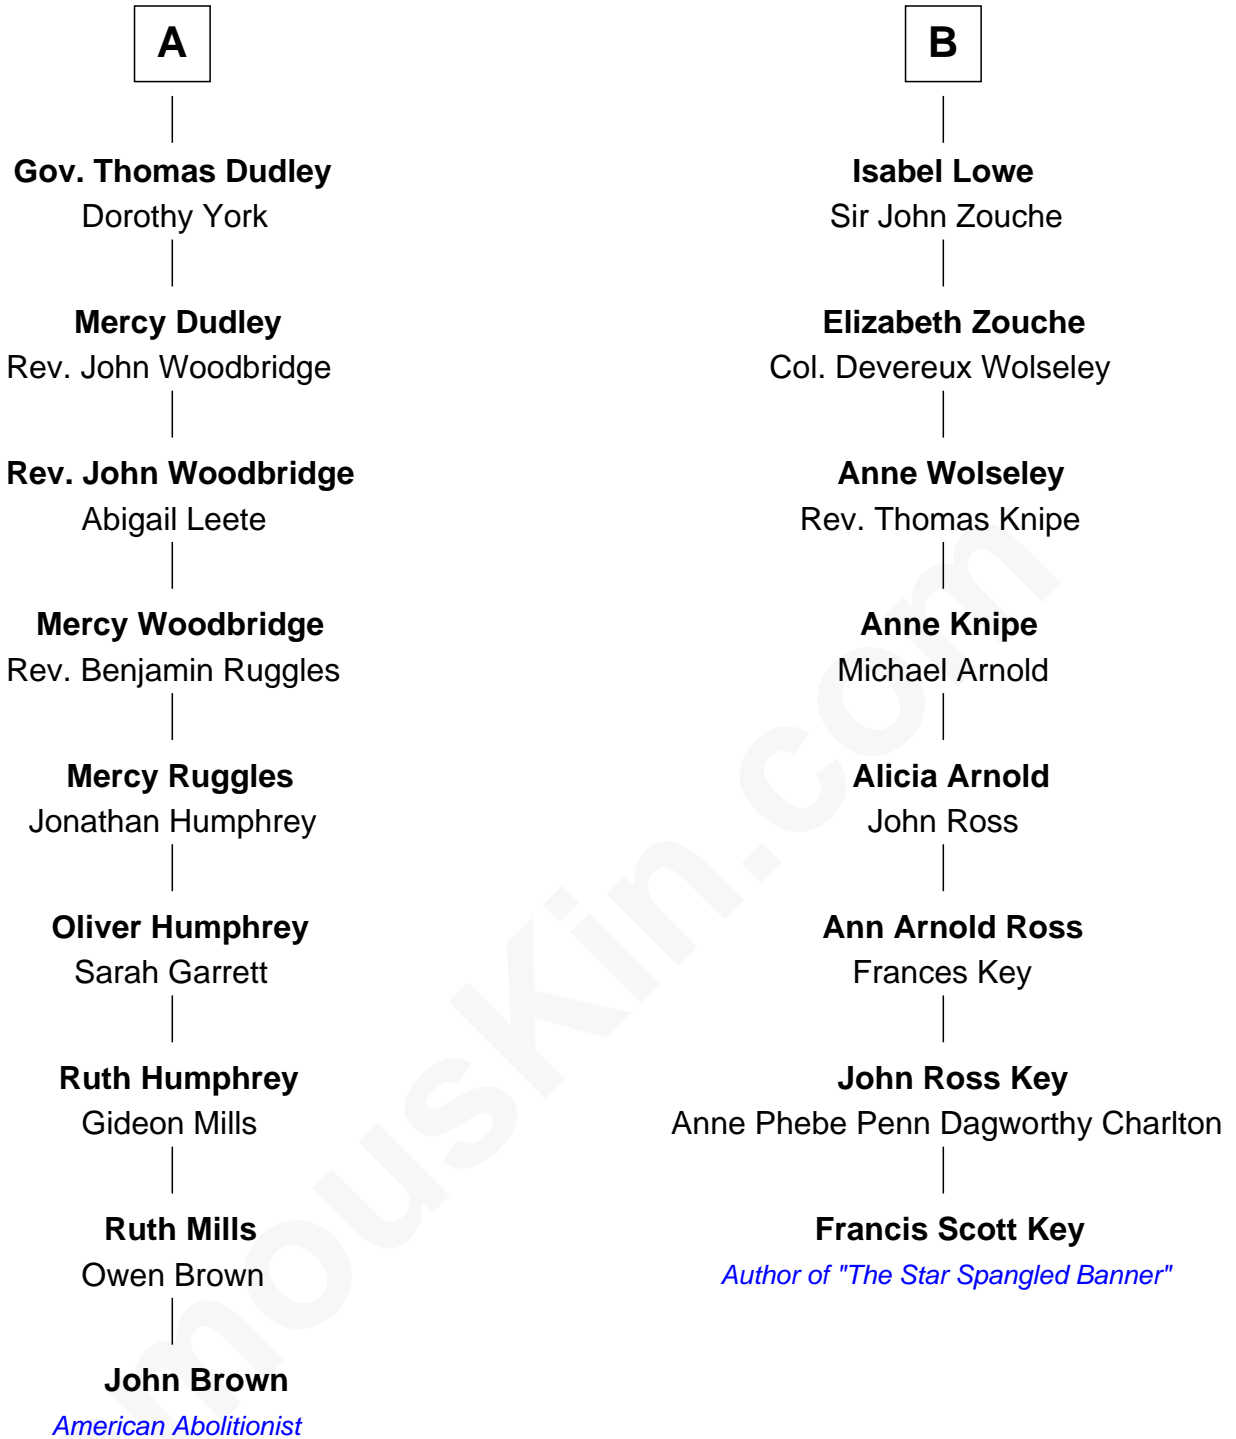 A
Gov. Thomas Dudley
Dorothy York
Mercy Dudley
Rev. John Woodbridge
Rev. John Woodbridge
Abigail Leete
Mercy Woodbridge
Rev. Benjamin Ruggles
Mercy Ruggles
Jonathan Humphrey
Oliver Humphrey
Sarah Garrett
Ruth Humphrey
Gideon Mills
Ruth Mills
Owen Brown
John Brown
American Abolitionist
B
Isabel Lowe
Sir John Zouche
Elizabeth Zouche
Col. Devereux Wolseley
Anne Wolseley
Rev. Thomas Knipe
Anne Knipe
Michael Arnold
Alicia Arnold
John Ross
Ann Arnold Ross
Frances Key
John Ross Key
Anne Phebe Penn Dagworthy Charlton
Francis Scott Key
Author of "The Star Spangled Banner"
mouskin.com